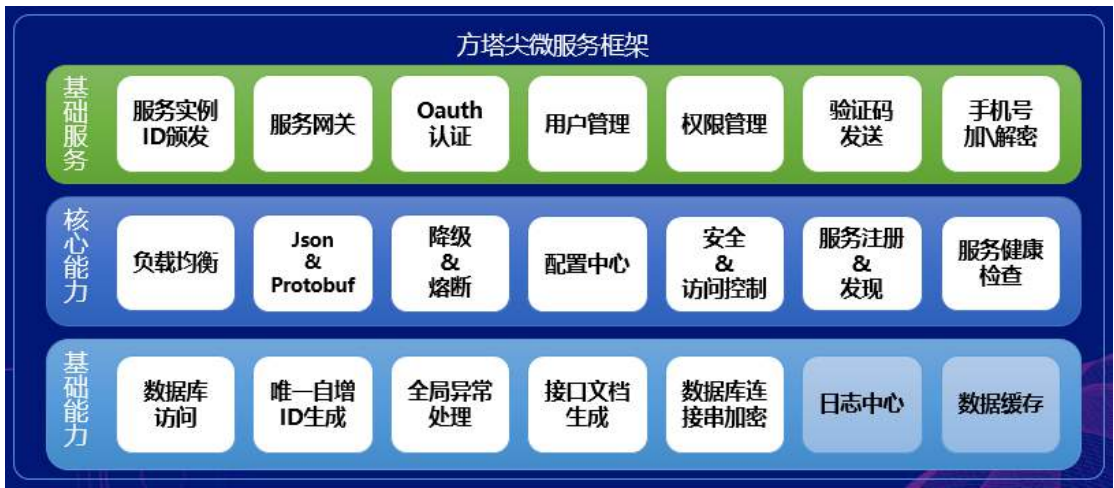 方塔尖微服务框架
基础服务
服务实例
ID颁发
服务网关
Oauth
认证
用户管理
权限管理
验证码
发送
手机号
加\解密
核心能力
负载均衡
Json
&
Protobuf
降级
&
熔断
配置中心
安全
&
访问控制
服务注册
&
发现
服务健康
检查
基础能力
数据库
访问
唯一自增
ID生成
全局异常
处理
接口文档
生成
数据库连
接串加密
日志中心
数据缓存